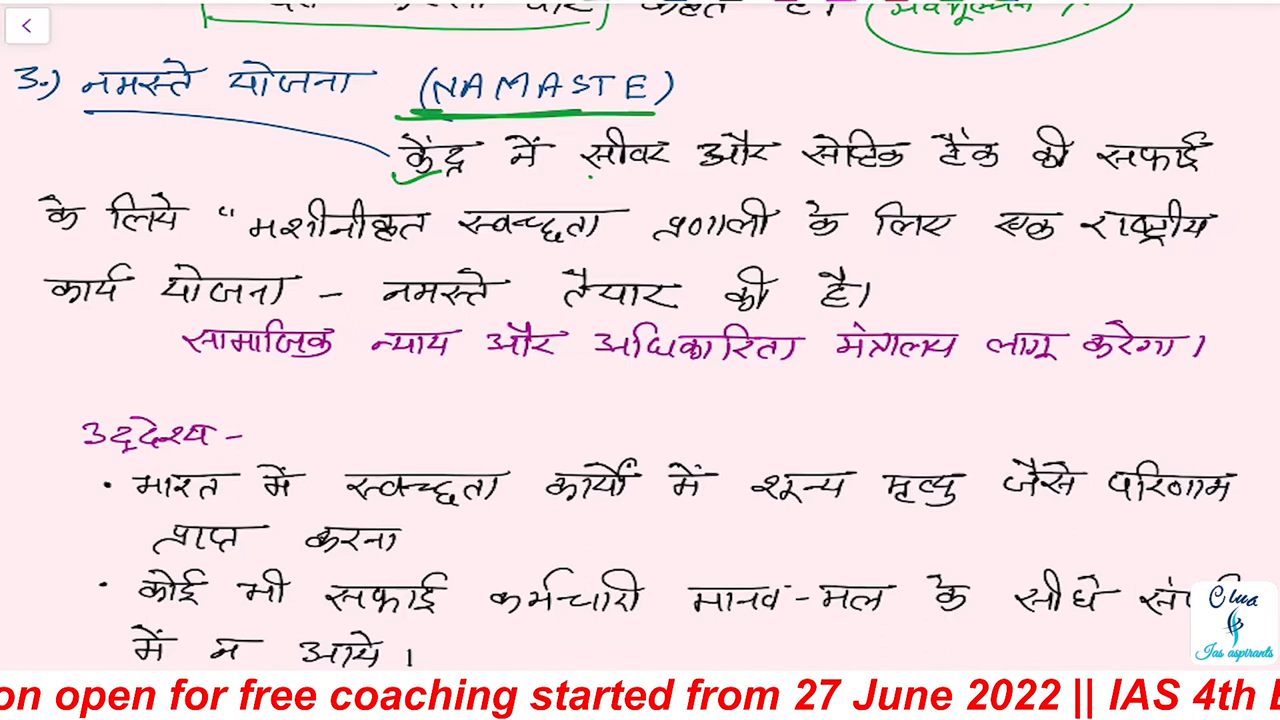 कहते हैं।
3.) नमस्ते योजना (NAMASTE)
केंद्र में सीवर और सेप्टिक टैंक की सफाई
के लिये "मशीनीकृत स्वच्छता प्रणाली के लिए एक राष्ट्रीय
कार्य योजना - नमस्ते तैयार की है।
सामाजिक न्याय और अधिकारिता मंत्रालय लागू करेगा।
उद्देश्य -
• भारत में स्वच्छता कार्यों में शून्य मृत्यु जैसे परिणाम
प्राप्त करना
• कोई भी सफाई कर्मचारी मानव-मल के सीधे
में न आये।
Clue
Ias aspirants
on open for free coaching started from 27 June 2022 || IAS 4th